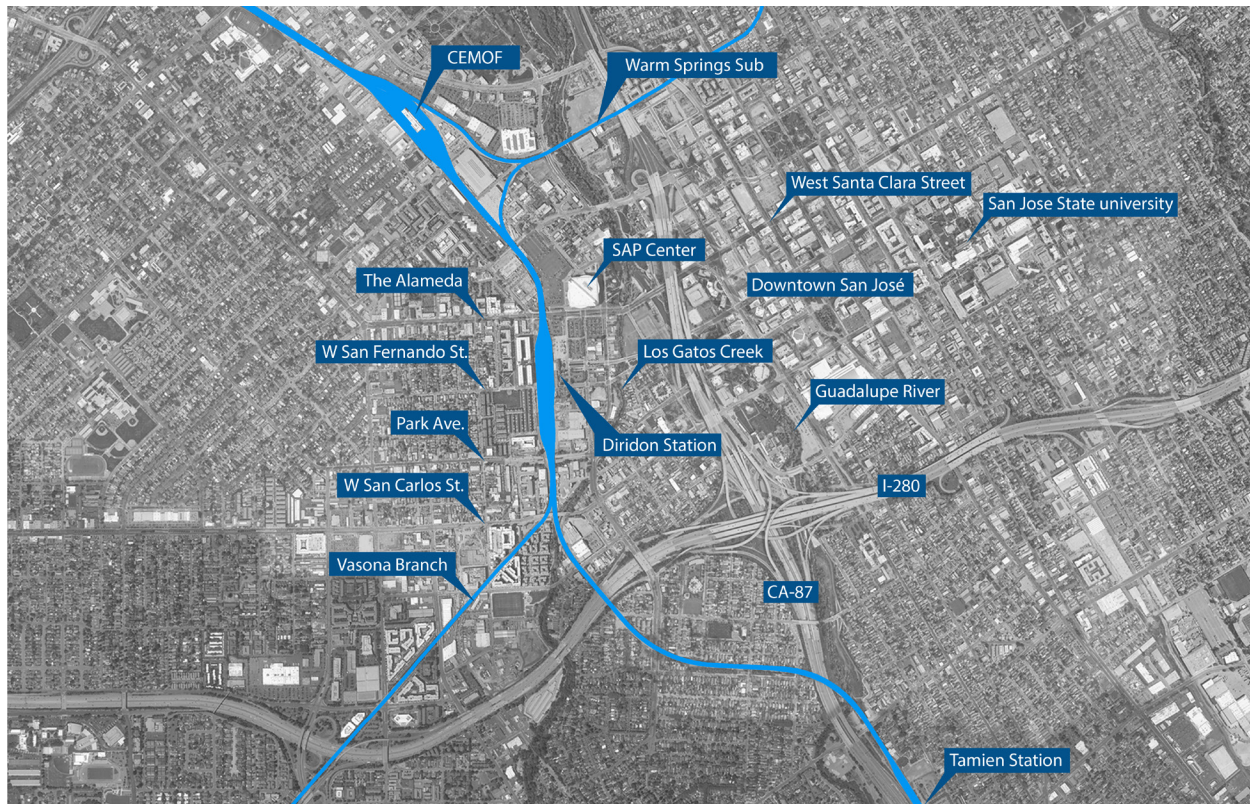 CEMOF
Warm Springs Sub
West Santa Clara Street
San Jose State university
SAP Center
The Alameda
Downtown San José
W San Fernando St.
Los Gatos Creek
Guadalupe River
Park Ave.
Diridon Station
W San Carlos St.
I-280
Vasona Branch
CA-87
Tamien Station